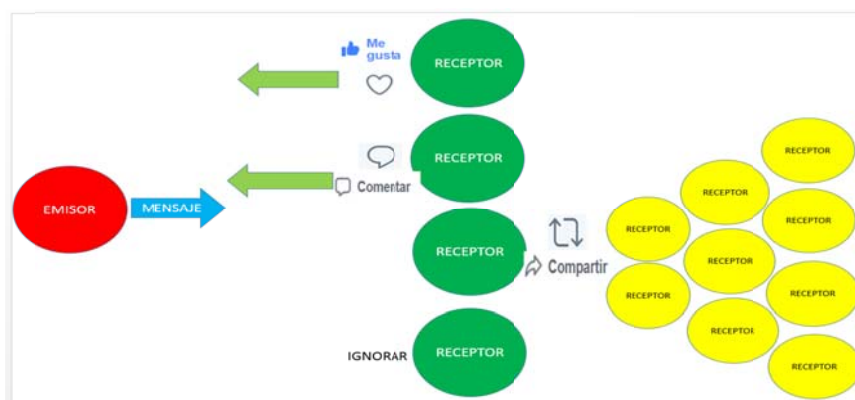 Me
gusta
RECEPTOR
RECEPTOR
Comentar
EMISOR
MENSAJE
RECEPTOR
Compartir
IGNORAR
RECEPTOR
RECEPTOR
RECEPTOR
RECEPTOR
RECEPTOR
RECEPTOR
RECEPTOR
RECEPTOR
RECEPTOR
RECEPTOR